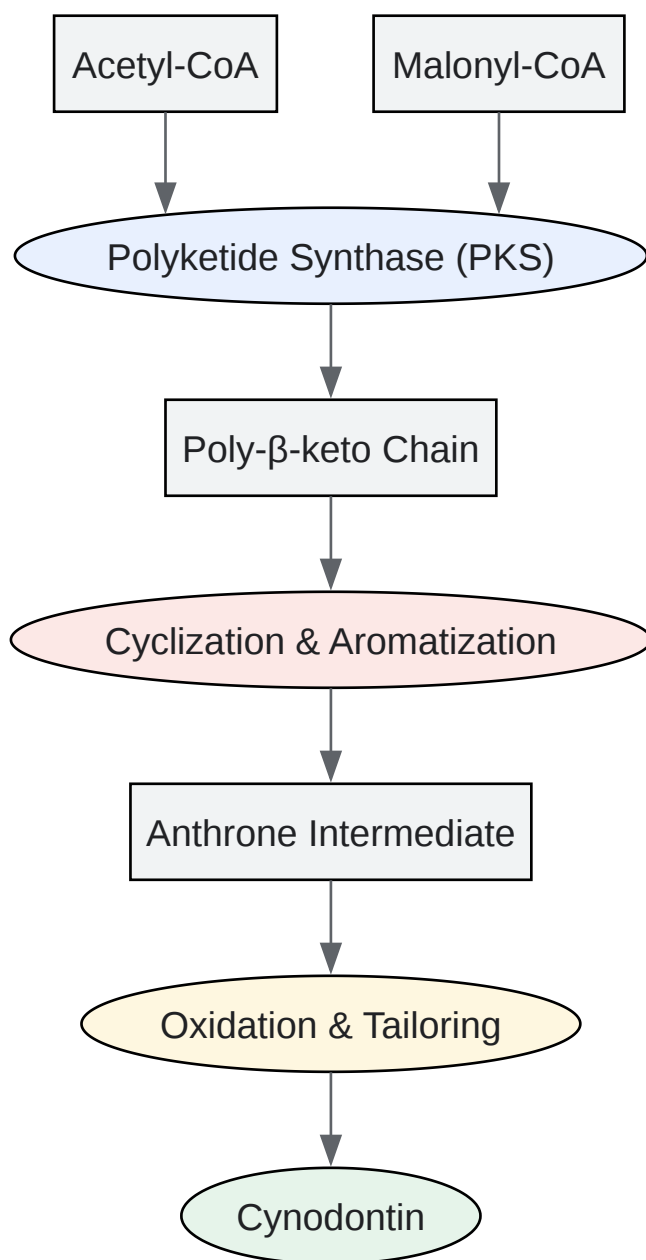 Acetyl-CoA
Malonyl-CoA
Polyketide Synthase (PKS)
Poly-β-keto Chain
Cyclization & Aromatization
Anthrone Intermediate
Oxidation & Tailoring
Cynodontin